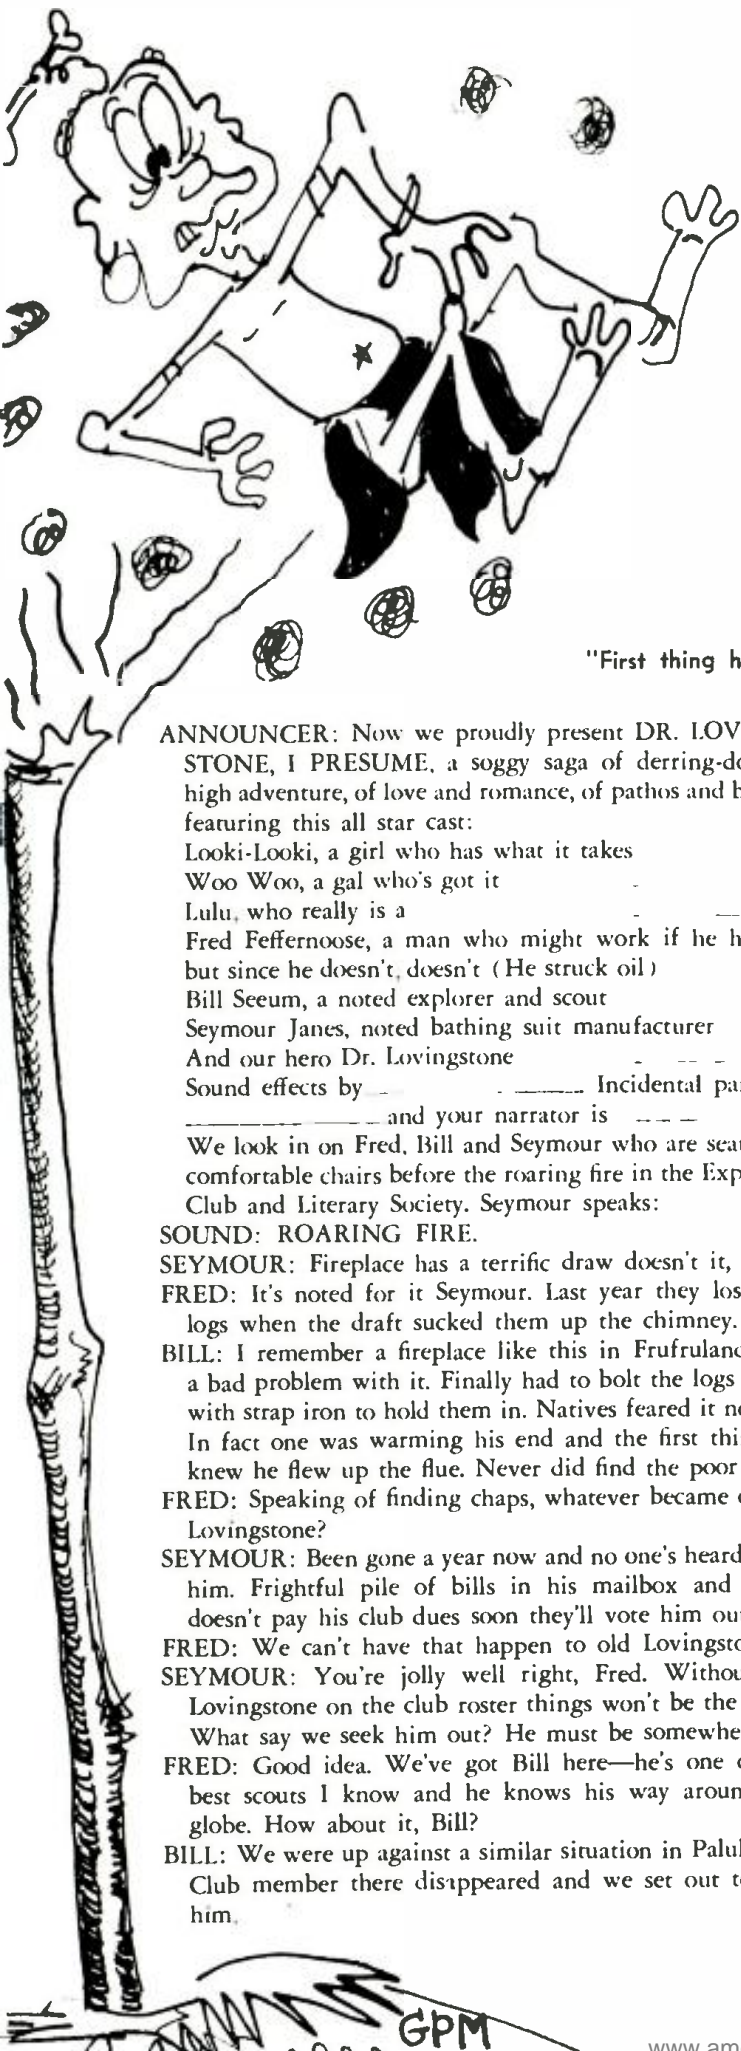 "First thing h
ANNOUNCER: Now we proudly present DR. LOV
STONE, I PRESUME, a soggy saga of derring-do
high adventure, of love and romance, of pathos and h
featuring this all star cast:
Looki-Looki, a girl who has what it takes
Woo Woo, a gal who's got it
Lulu, who really is a
Fred Feffernoose, a man who might work if he h
but since he doesn't, doesn't (He struck oil)
Bill Seeum, a noted explorer and scout
Seymour Janes, noted bathing suit manufacturer
And our hero Dr. Lovingstone
Sound effects by ______ Incidental pa
______ and your narrator is ___
We look in on Fred, Bill and Seymour who are sea
comfortable chairs before the roaring fire in the Exp
Club and Literary Society. Seymour speaks:
SOUND: ROARING FIRE.
SEYMOUR: Fireplace has a terrific draw doesn't it,
FRED: It's noted for it Seymour. Last year they los
logs when the draft sucked them up the chimney.
BILL: I remember a fireplace like this in Frufruland
a bad problem with it. Finally had to bolt the logs
with strap iron to hold them in. Natives feared it n
In fact one was warming his end and the first thi
knew he flew up the flue. Never did find the poor
FRED: Speaking of finding chaps, whatever became
Lovingstone?
SEYMOUR: Been gone a year now and no one's heard
him. Frightful pile of bills in his mailbox and
doesn't pay his club dues soon they'll vote him ou
FRED: We can't have that happen to old Lovingsto
SEYMOUR: You're jolly well right, Fred. Withou
Lovingstone on the club roster things won't be the
What say we seek him out? He must be somewhe
FRED: Good idea. We've got Bill here—he's one
best scouts I know and he knows his way aroun
globe. How about it, Bill?
BILL: We were up against a similar situation in Palul
Club member there disappeared and we set out t
him.
GPM
www.am